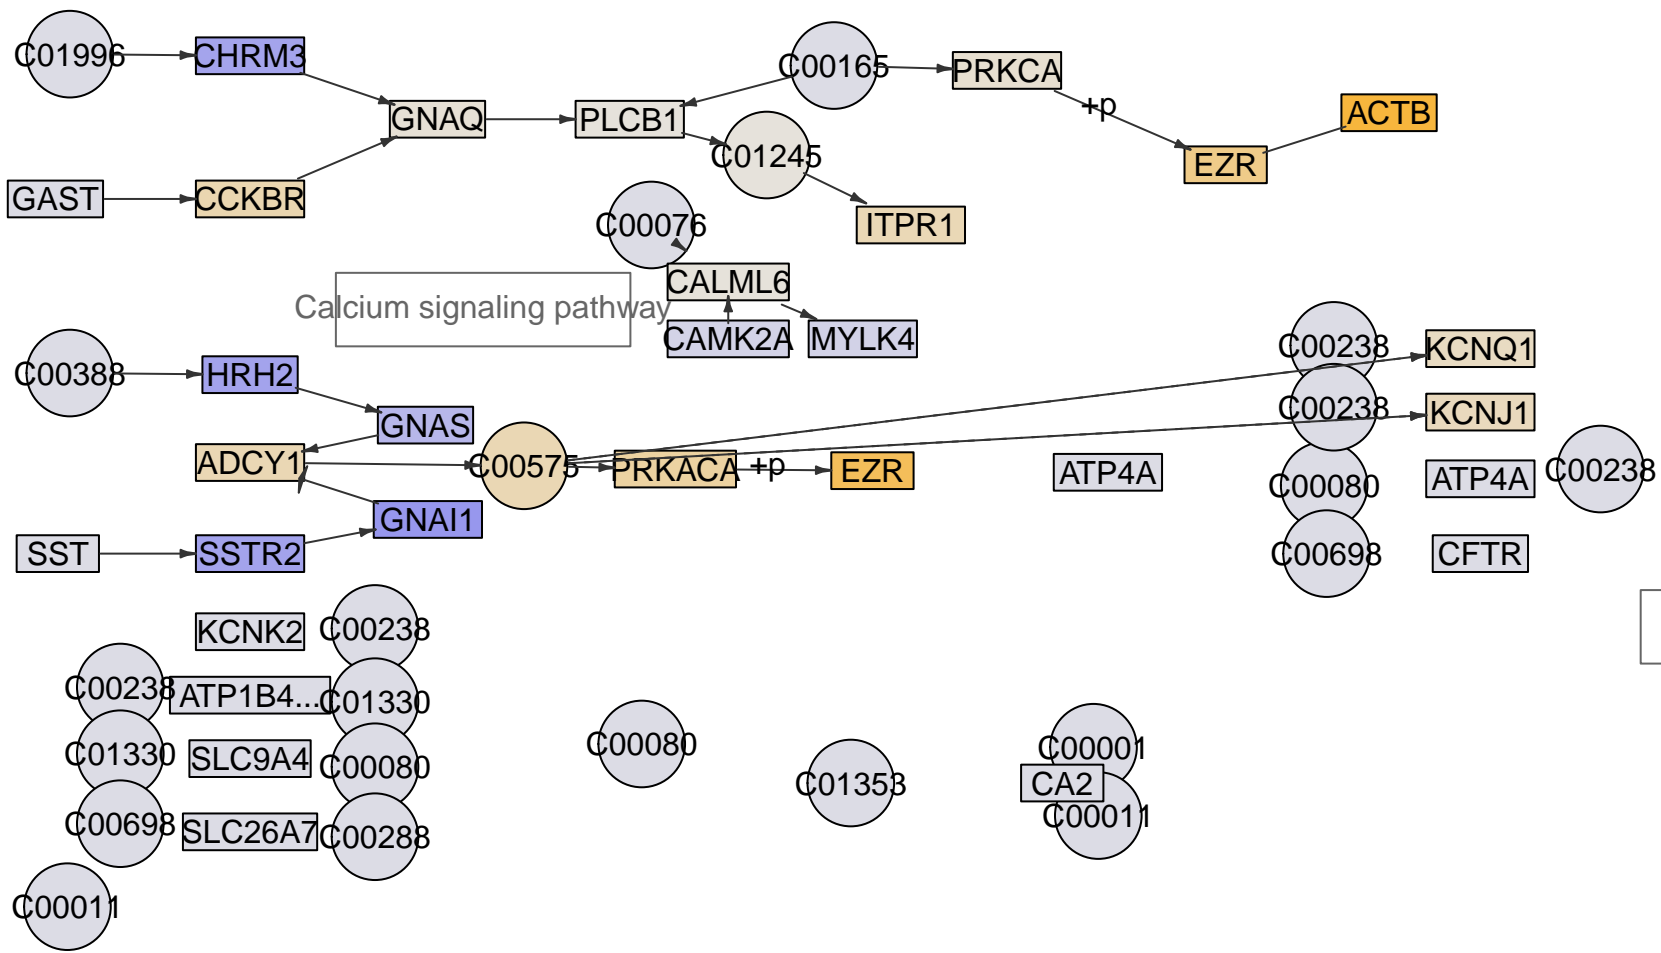 C01996
CHRM3
C00165
PRKCA
+p
ACTB
GNAQ
PLCB1
C01245
EZR
GAST
CCKBR
C00076
ITPR1
CALML6
Calcium signaling pathway
CAMK2A
MYLK4
C00238
KCNQ1
C00388
HRH2
C00238
KCNJ1
GNAS
ADCY1
C00575
PRKACA
+p
EZR
ATP4A
C00080
ATP4A
C00238
GNAI1
SST
SSTR2
C00698
CFTR
KCNK2
C00238
C00238
ATP1B4...
C01330
C01330
SLC9A4
C00080
C00080
C01353
C00001
CA2
C00011
C00698
SLC26A7
C00288
C00011